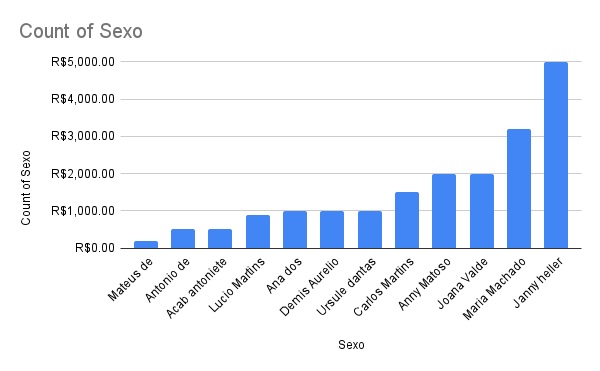 Count of Sexo
R$5,000.00
R$4,000.00
R$3,000.00
R$2,000.00
R$1,000.00
R$0.00
Count of Sexo
Mateus de
Antonio de
Acab antoniete
Lucio Martins
Ana dos
Demis Aurelio
Ursule dantas
Carlos Martins
Anny Matoso
Joana Valde
Maria Machado
Janny heller
Sexo